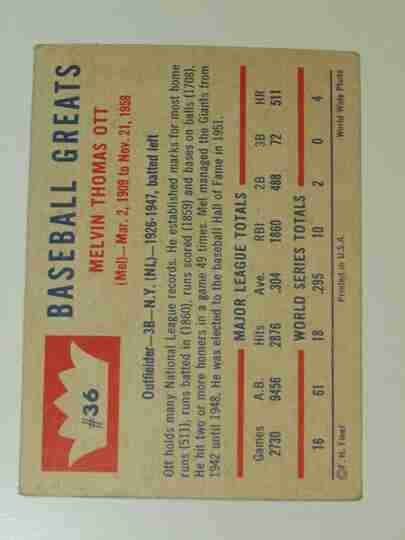 #36
BASEBALL GREATS
MELVIN THOMAS OTT
(Mel)—Mar. 2, 1909 to Nov. 21, 1958
Outfielder—3B—N.Y. (NL)—1926-1947, batted left
Ott holds many National League records. He established marks for most home
runs (511), runs batted in (1860), runs scored (1859) and bases on balls (1708).
He hit two or more homers in a game 49 times. Mel managed the Giants from
1942 until 1948. He was elected to the baseball Hall of Fame in 1951.
MAJOR LEAGUE TOTALS
Games A.B. Hits Ave. RBI 2B 3B HR
2730 9456 2876 .304 1860 488 72 511
WORLD SERIES TOTALS
16 61 18 .295 10 2 0 4
©F. H. Fleer Printed in U.S.A. World Wide Photo